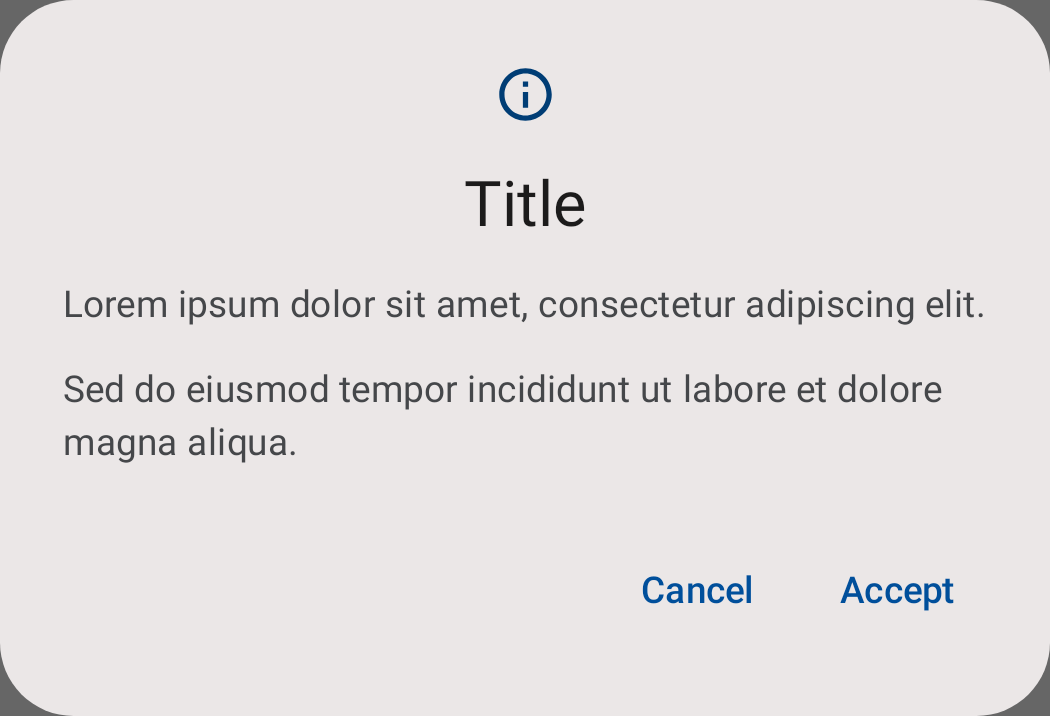 Title
Lorem ipsum dolor sit amet, consectetur adipiscing elit.
Sed do eiusmod tempor incididunt ut labore et dolore
magna aliqua.
Cancel Accept